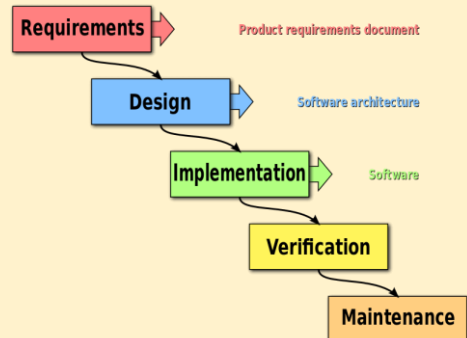 Requirements
Product requirements document
Design
Software architecture
Implementation
Software
Verification
Maintenance